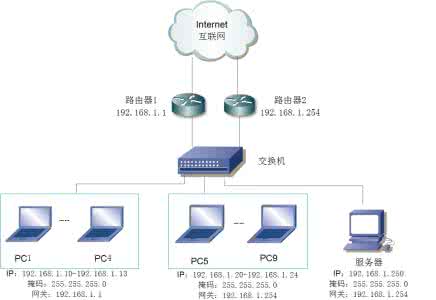 Internet
互联网
路由器1
192.168.1.1
路由器2
192.168.1.254
交换机
PC1
PC4
PC5
PC9
服务器
IP: 192.168.1.10-192.168.1.13
掩码: 255.255.255.0
网关: 192.168.1.1
IP: 192.168.1.20-192.168.1.24
掩码: 255.255.255.0
网关: 192.168.1.254
IP: 192.168.1.250
掩码: 255.255.255.0
网关: 192.168.1.254